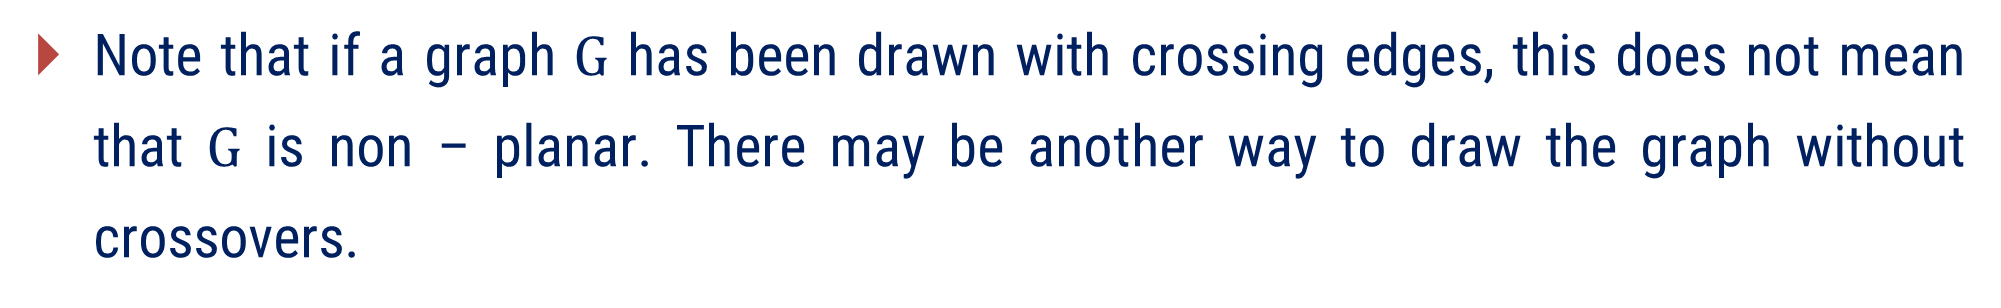 Note that if a graph G has been drawn with crossing edges, this does not mean
that G is non – planar. There may be another way to draw the graph without
crossovers.